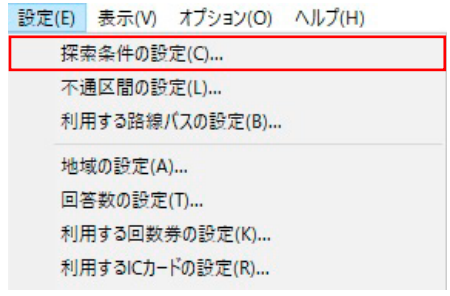 設定(E) 表示(V) オプション(O) ヘルプ(H)
探索条件の設定(C)...
不通区間の設定(L)...
利用する路線バスの設定(B)...
地域の設定(A)...
回答数の設定(T)...
利用する回数券の設定(K)...
利用するICカードの設定(R)...